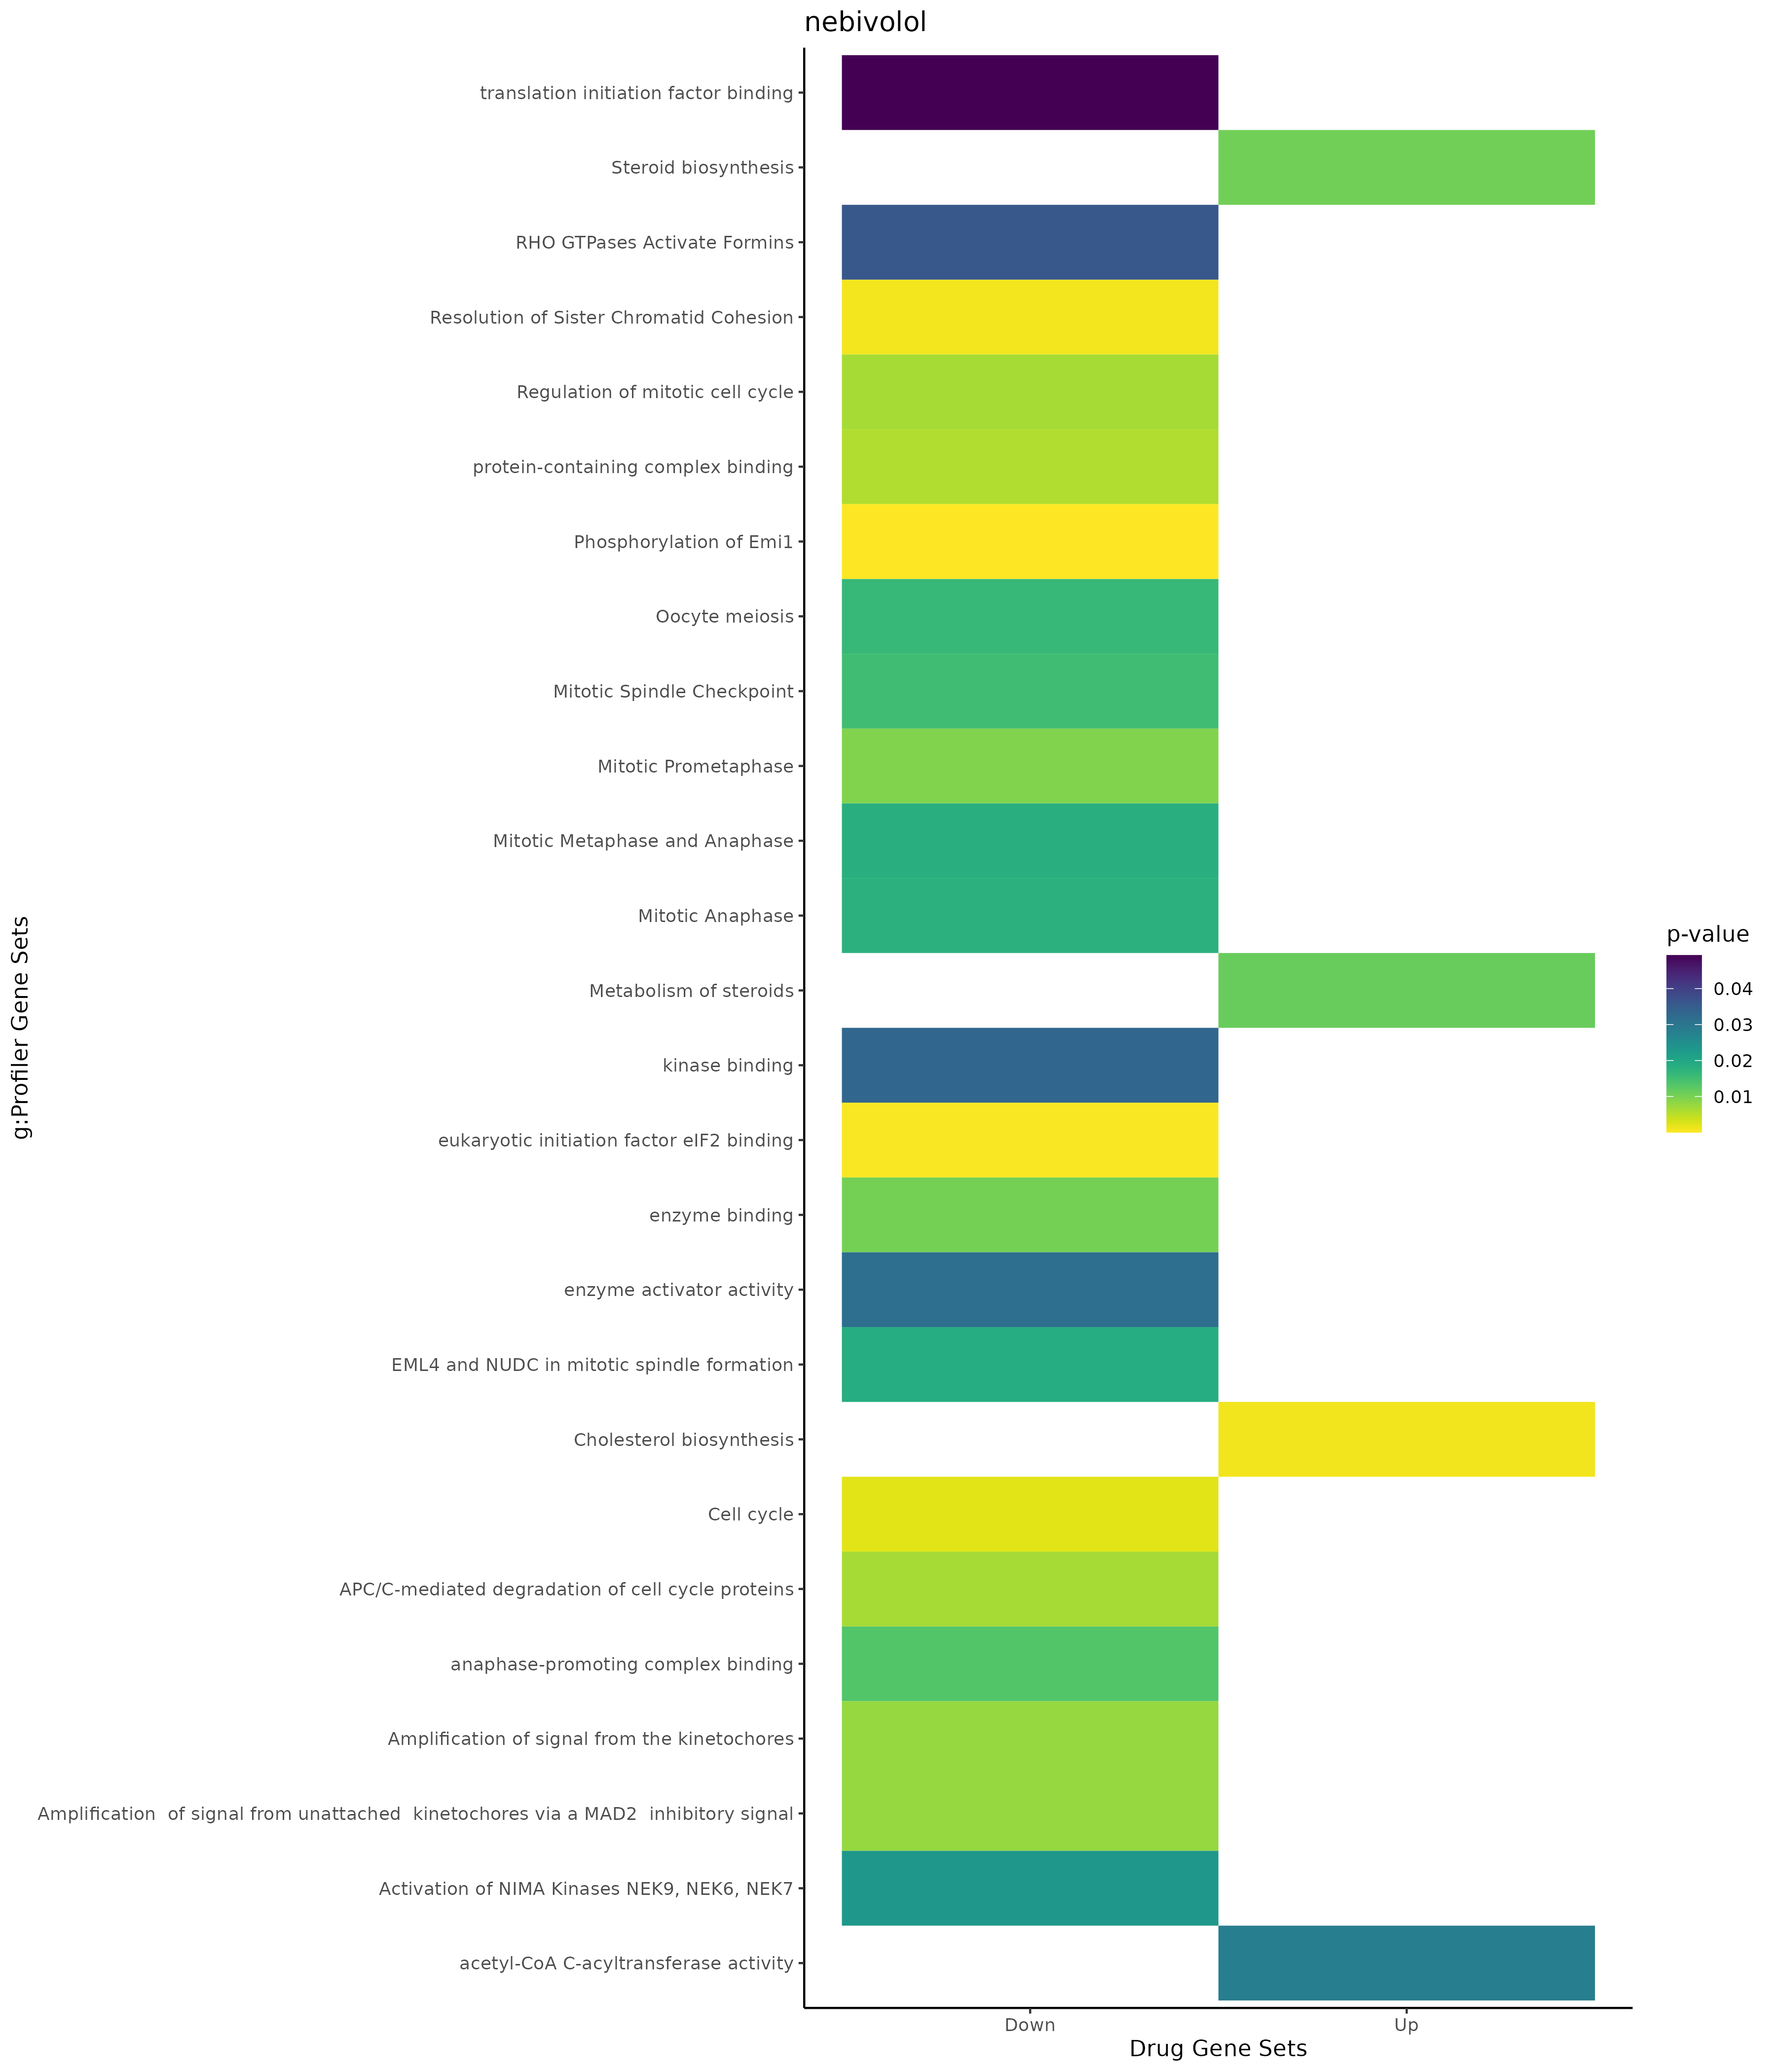 nebivolol
translation initiation factor binding
Steroid biosynthesis
RHO GTPases Activate Formins
Resolution of Sister Chromatid Cohesion
Regulation of mitotic cell cycle
protein-containing complex binding
Phosphorylation of Emi1
Oocyte meiosis
Mitotic Spindle Checkpoint
Mitotic Prometaphase
Mitotic Metaphase and Anaphase
Mitotic Anaphase
Metabolism of steroids
kinase binding
eukaryotic initiation factor eIF2 binding
enzyme binding
enzyme activator activity
EML4 and NUDC in mitotic spindle formation
Cholesterol biosynthesis
Cell cycle
APC/C-mediated degradation of cell cycle proteins
anaphase-promoting complex binding
Amplification of signal from the kinetochores
Amplification  of signal from unattached  kinetochores via a MAD2  inhibitory signal
Activation of NIMA Kinases NEK9, NEK6, NEK7
acetyl-CoA C-acyltransferase activity
g:Profiler Gene Sets
Down
Up
Drug Gene Sets
p-value
0.04
0.03
0.02
0.01